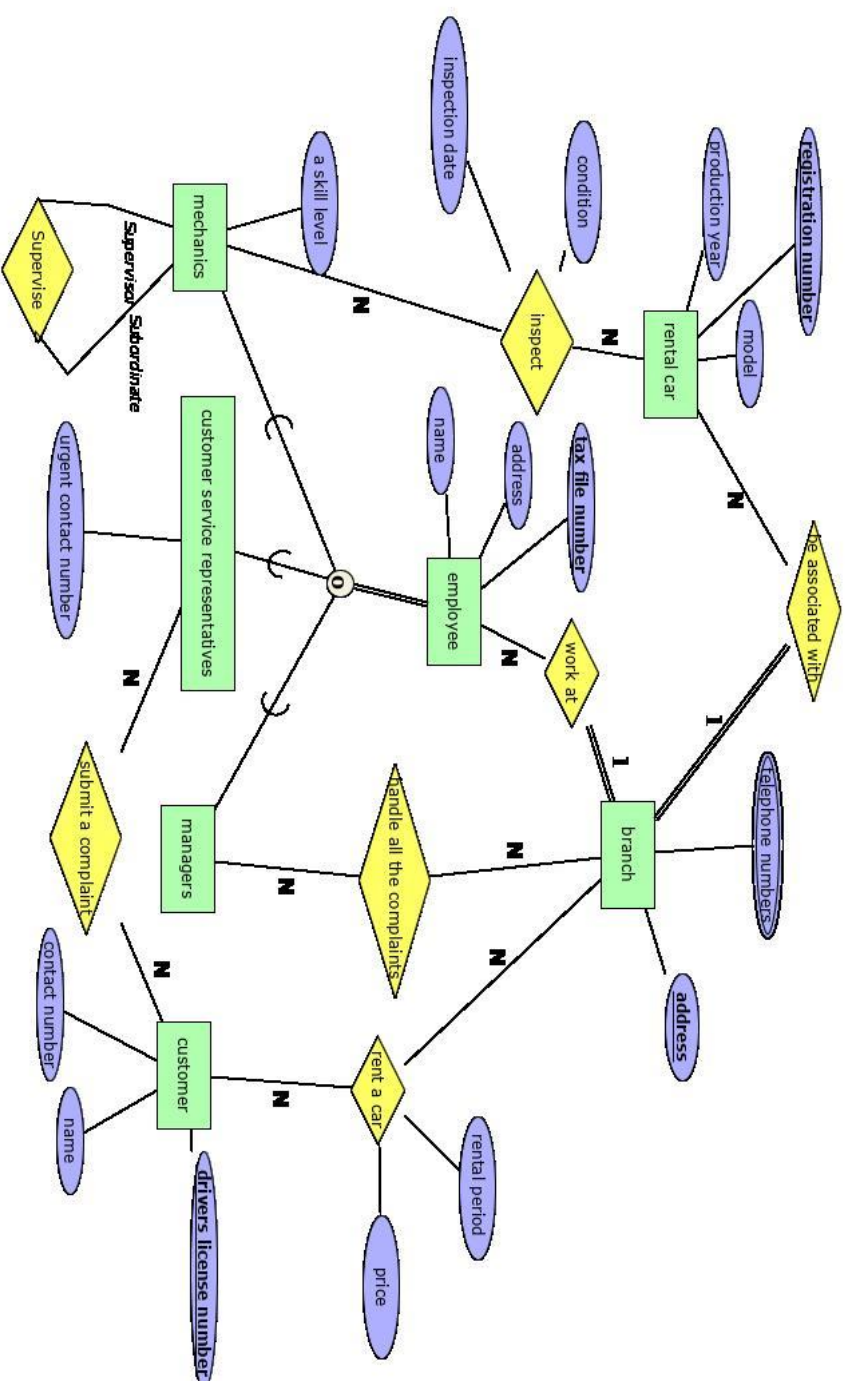 registration number
be associated with
telephone numbers
production year
model
N
1
rental car
address
N
branch
1
condition
tax file number
work at
inspect
address
N
N
N
inspection date
name
employee
rental period
handle all the complaints
rent a car
price
N
O
a skill level
N
N
mechanics
customer service representatives
managers
customer
drivers license number
N
Supervisor
Subordinate
N
submit a complaint
urgent contact number
name
contact number
Supervise